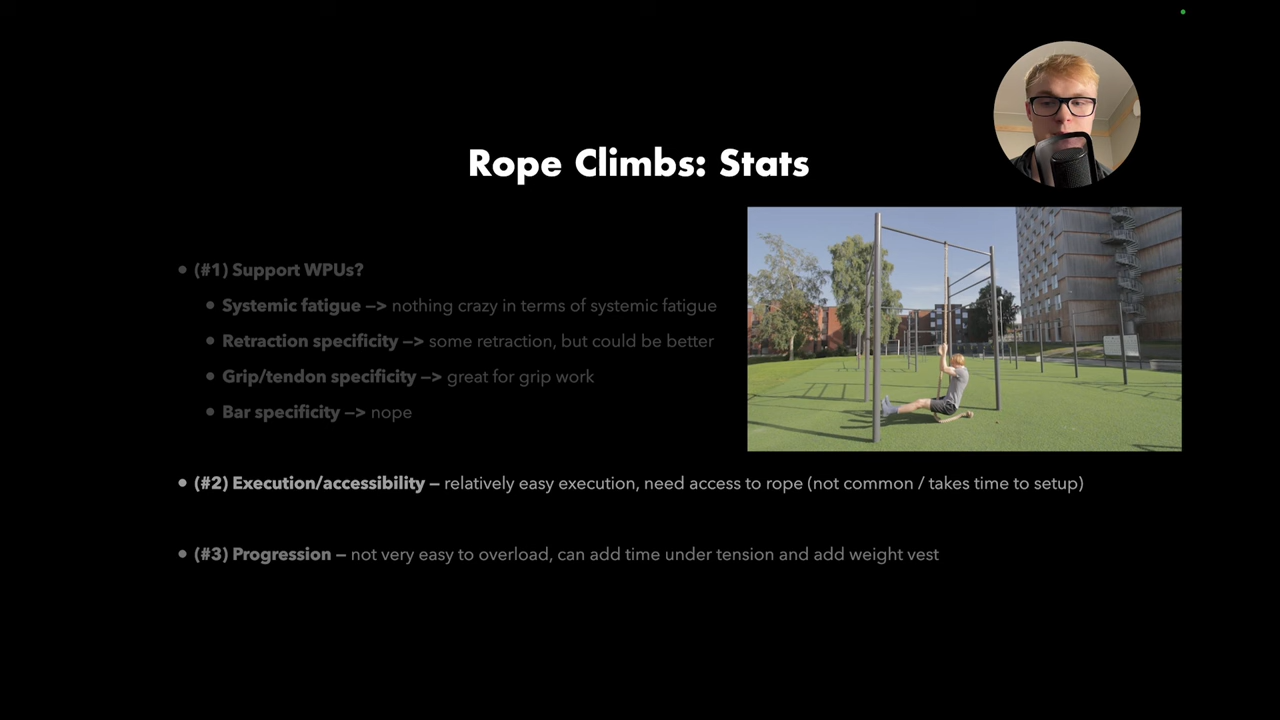 Rope Climbs: Stats
• (#1) Support WPUs?
• Systemic fatigue —> nothing crazy in terms of systemic fatigue
• Retraction specificity —> some retraction, but could be better
• Grip/tendon specificity —> great for grip work
• Bar specificity —> nope
• (#2) Execution/accessibility – relatively easy execution, need access to rope (not common / takes time to setup)
• (#3) Progression – not very easy to overload, can add time under tension and add weight vest